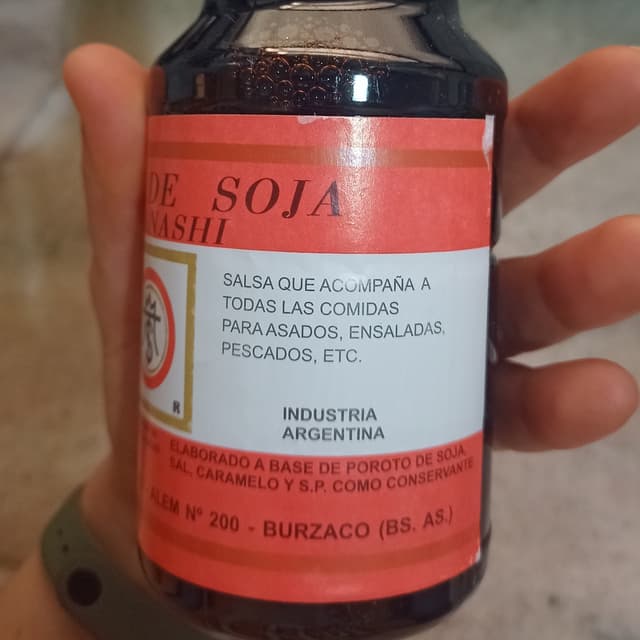 DE SOJA
NASHI
SALSA QUE ACOMPAÑA A
TODAS LAS COMIDAS
PARA ASADOS, ENSALADAS,
PESCADOS, ETC.
R
INDUSTRIA
ARGENTINA
ELABORADO A BASE DE POROTO DE SOJA,
SAL, CARAMELO Y S.P. COMO CONSERVANTE
ALEM Nº 200 - BURZACO (BS. AS.)